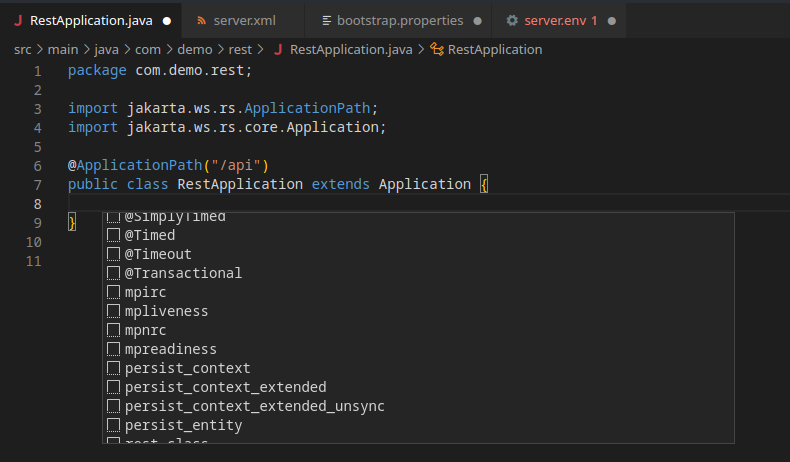 RestApplication.java server.xml bootstrap.properties server.env 1
src > main > java > com > demo > rest > J RestApplication.java > RestApplication
1 package com.demo.rest;
2
3 import jakarta.ws.rs.ApplicationPath;
4 import jakarta.ws.rs.core.Application;
5
6 @ApplicationPath("/api")
7 public class RestApplication extends Application {
8
9 }
10
11
@SimplyTimed
@Timed
@Timeout
@Transactional
mpirc
mpliveness
mpnrc
mpreadiness
persist_context
persist_context_extended
persist_context_extended_unsync
persist_entity
rest_class